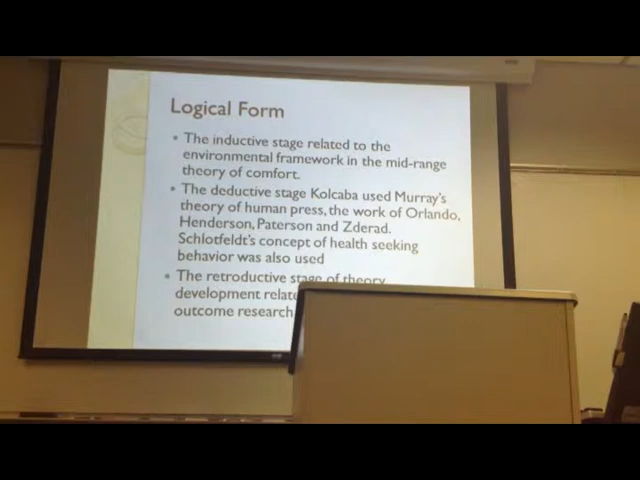 Logical Form
• The inductive stage related to the
environmental framework in the mid-range
theory of comfort.
• The deductive stage Kolcaba used Murray's
theory of human press, the work of Orlando,
Henderson, Paterson and Zderad.
Schlotfeldt's concept of health seeking
behavior was also used
• The retroductive stage of theory
development
outcome research